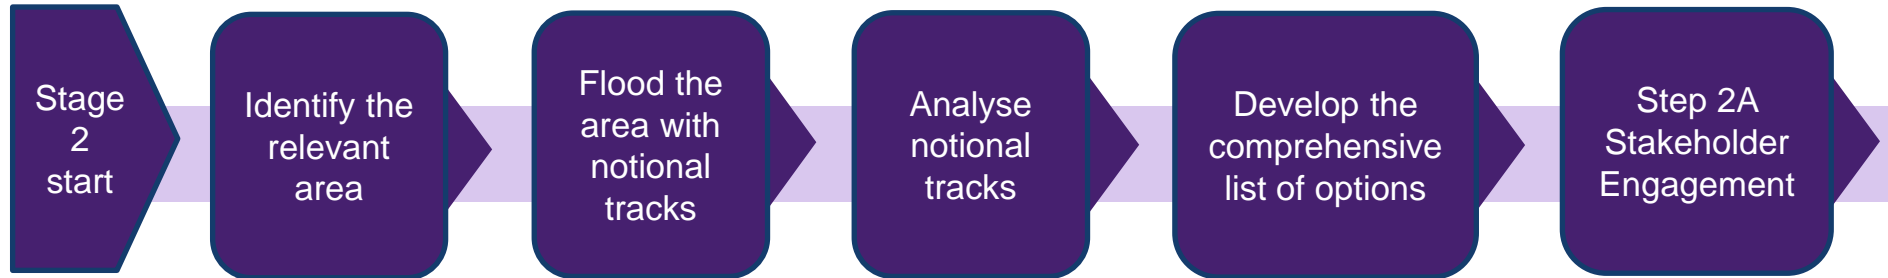 Stage
2
start
Identify the
relevant
area
Flood the
area with
notional
tracks
Analyse
notional
tracks
Develop the
comprehensive
list of options
Step 2A
Stakeholder
Engagement